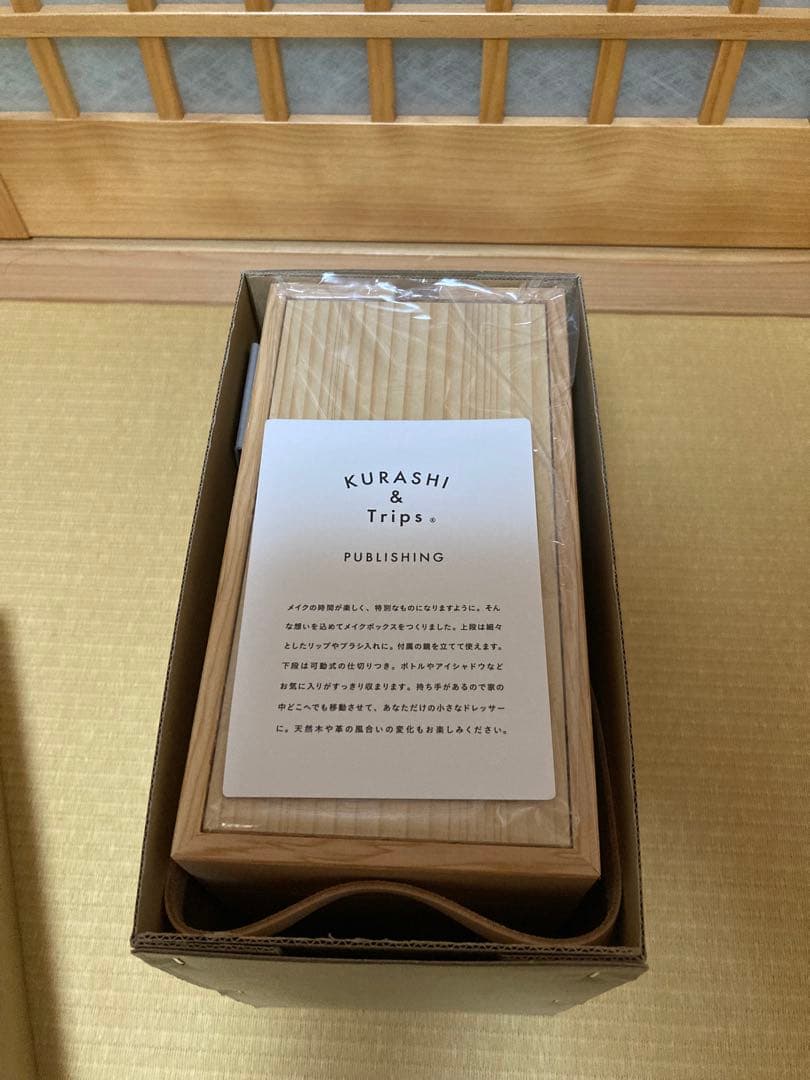 KURASHI
&
Trips ®
PUBLISHING
メイクの時間が楽しく、特別なものになりますように。そん
な想いを込めてメイクボックスをつくりました。上段は細々
としたリップやブラシ入れに。付属の鏡を立てて使えます。
下段は可動式の仕切りつき。ボトルやアイシャドウなど
お気に入りがすっきり収まります。持ち手があるので家の
中どこへでも移動させて、あなただけの小さなドレッサー
に。天然木や革の風合いの変化もお楽しみください。